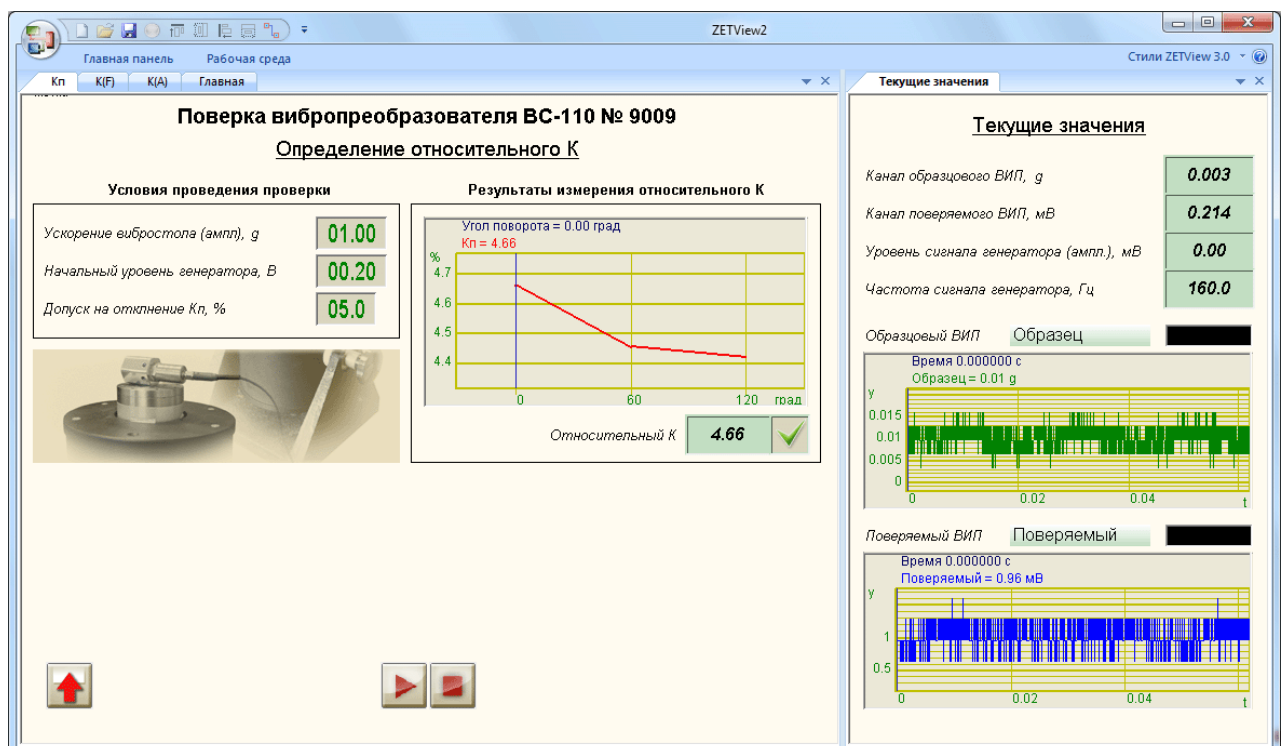 ZETView2
Главная панель Рабочая среда
Стили ZETView 3.0
Кп K(F) K(A) Главная
Текущие значения
Поверка вибропреобразователя ВС-110 № 9009
Определение относительного К
Условия проведения проверки
Ускорение вибростола (ампл), g 01.00
Начальный уровень генератора, В 00.20
Допуск на отклнение Кп, % 05.0
Результаты измерения относительного К
Угол поворота = 0.00 град
Кп = 4.66
%
4.7
4.6
4.5
4.4
0 60 120 град
Относительный К 4.66
Текущие значения
Канал образцового ВИП, g 0.003
Канал поверяемого ВИП, мВ 0.214
Уровень сигнала генератора (ампл.), мВ 0.00
Частота сигнала генератора, Гц 160.0
Образцовый ВИП Образец
Время 0.000000 с
Образец = 0.01 g
y
0.015
0.01
0.005
0
0 0.02 0.04 t
Поверяемый ВИП Поверяемый
Время 0.000000 с
Поверяемый = 0.96 мВ
y
1
0.5
0 0.02 0.04 t